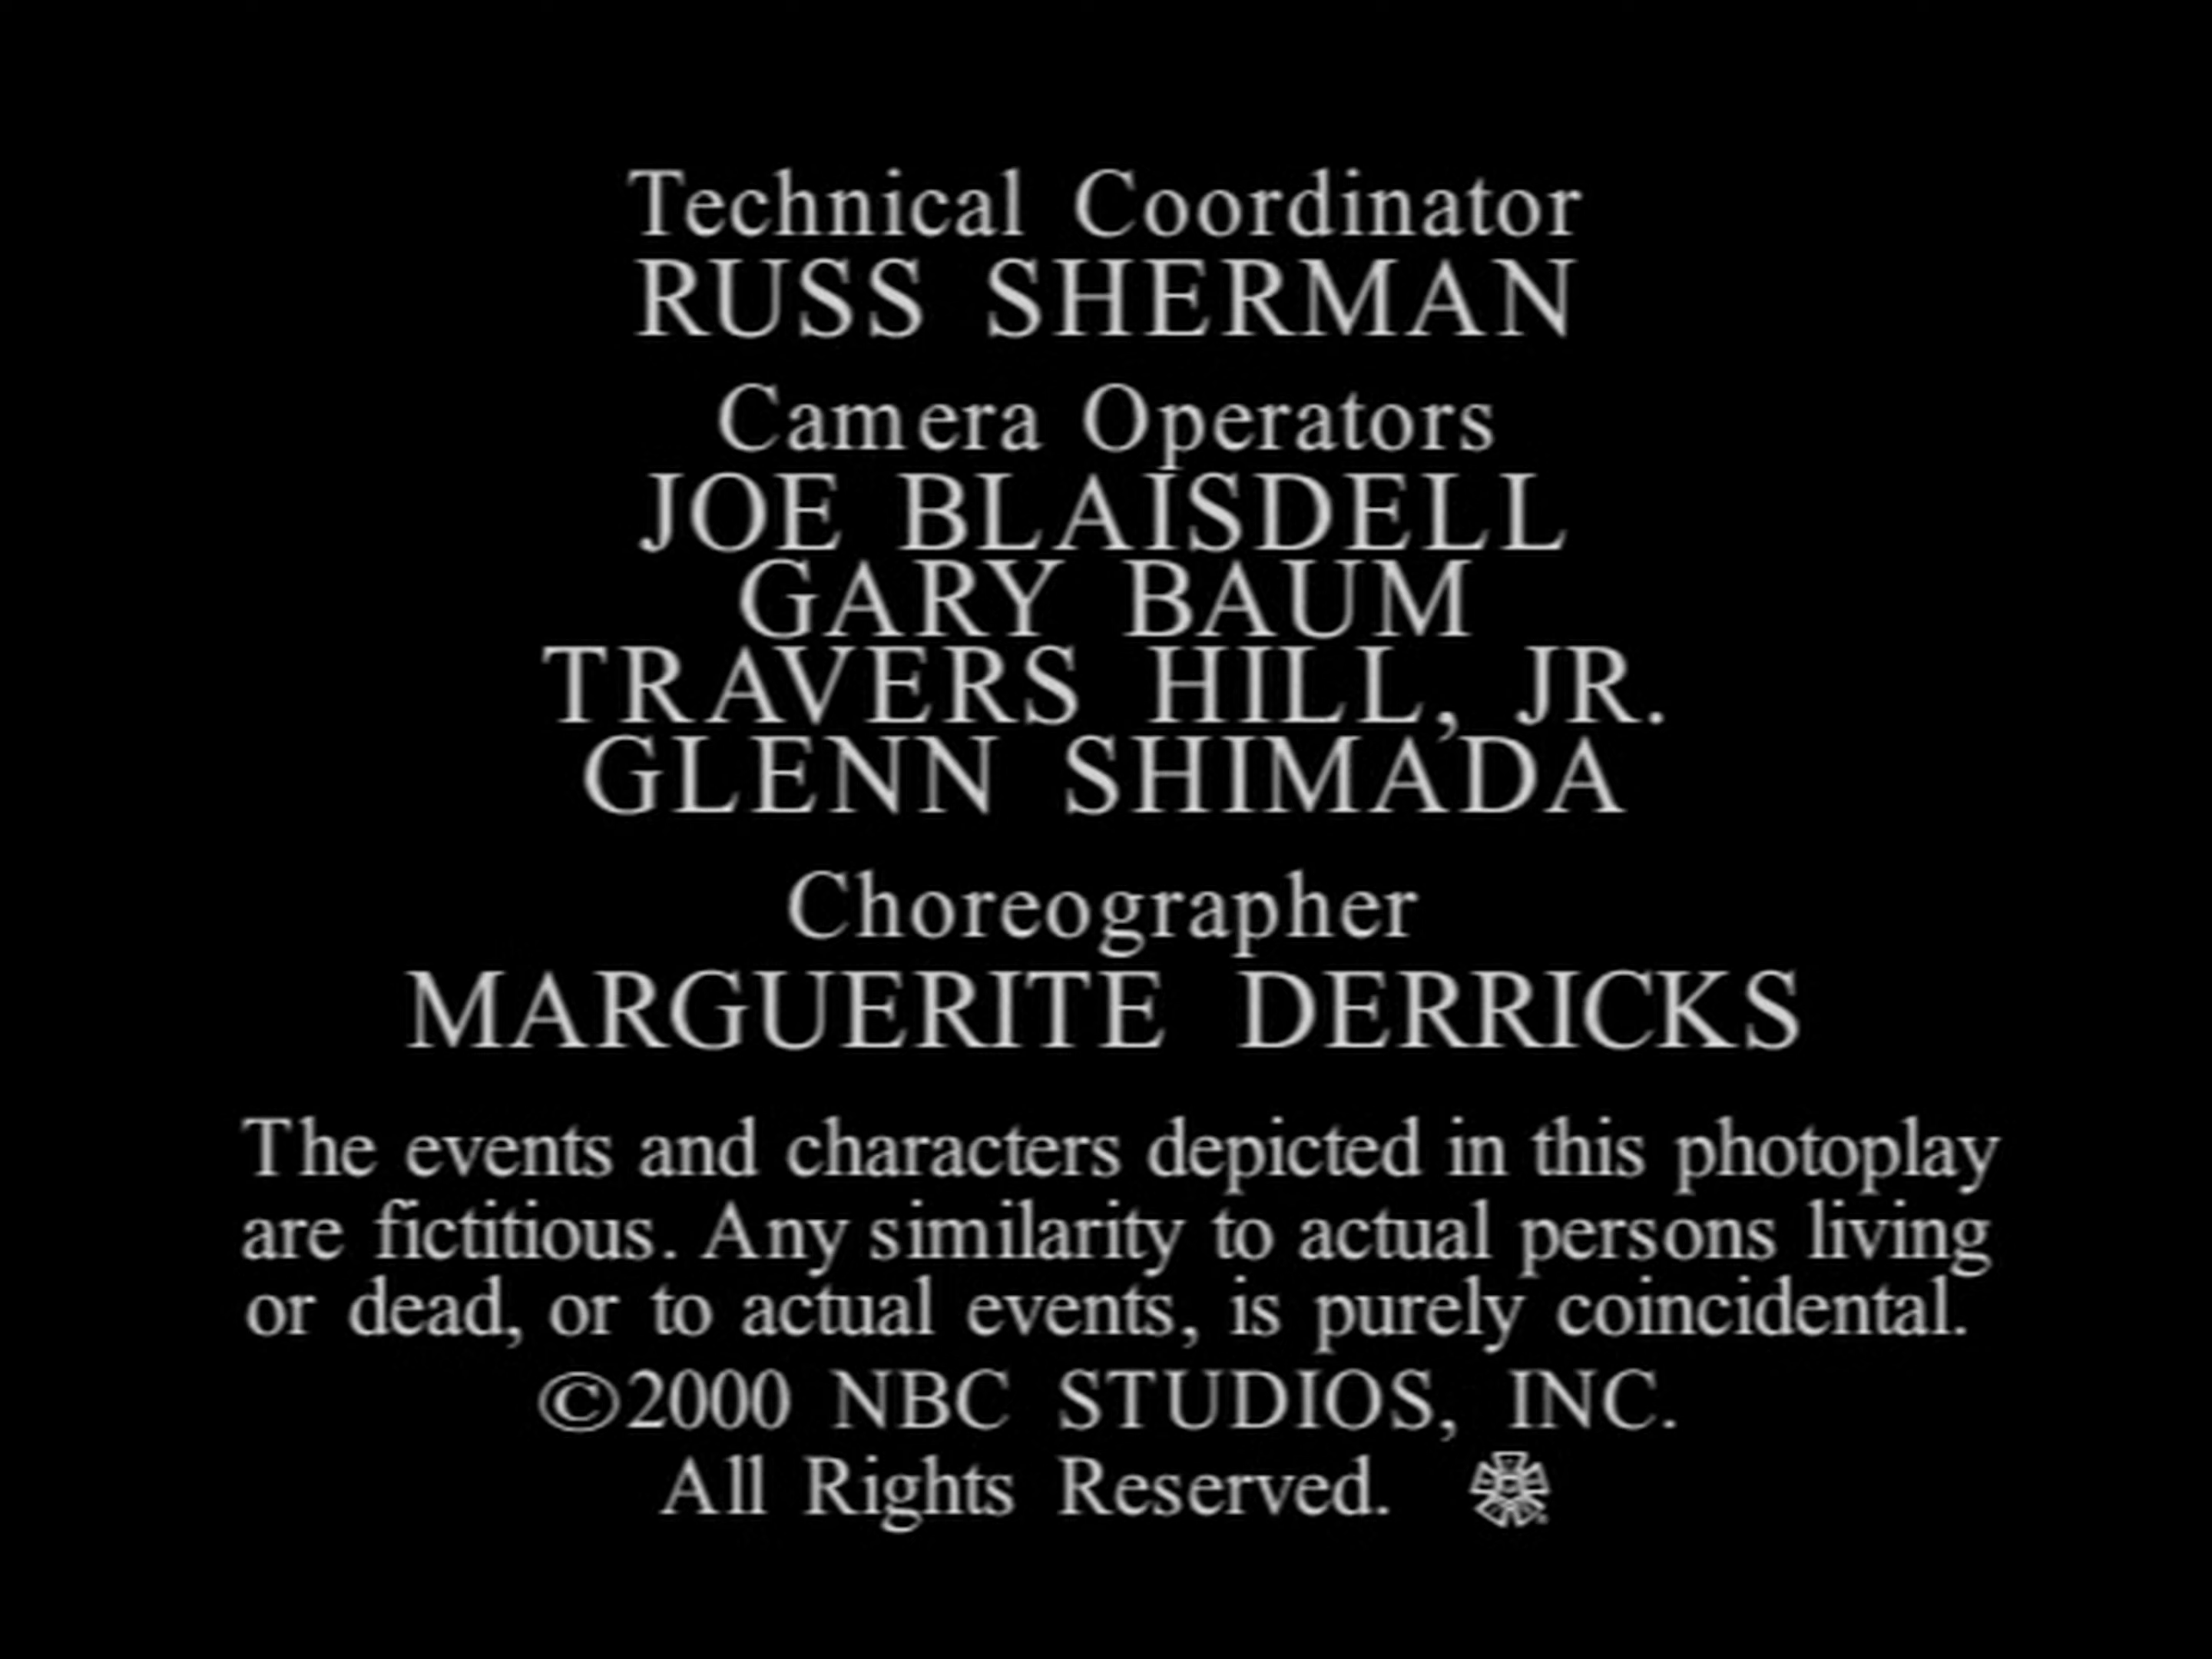 Technical Coordinator
RUSS SHERMAN
Camera Operators
JOE BLAISDELL
GARY BAUM
TRAVERS HILL, JR.
GLENN SHIMADA
Choreographer
MARGUERITE DERRICKS
The events and characters depicted in this photoplay
are fictitious. Any similarity to actual persons living
or dead, or to actual events, is purely coincidental.
©2000 NBC STUDIOS, INC.
All Rights Reserved.